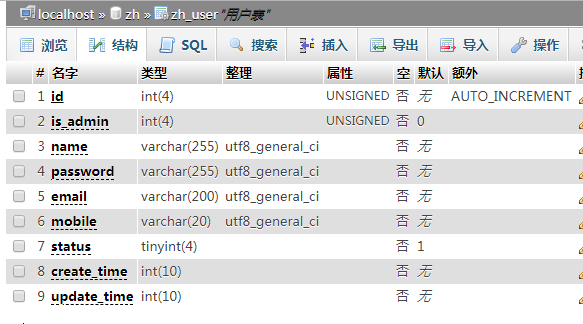 localhost » zh » zh_user "用户表"
浏览 结构 SQL 搜索 插入 导出 导入 操作
# 名字 类型 整理 属性 空 默认 额外
1 id int(4) UNSIGNED 否 无 AUTO_INCREMENT
2 is_admin int(4) UNSIGNED 否 0
3 name varchar(255) utf8_general_ci 否 无
4 password varchar(255) utf8_general_ci 否 无
5 email varchar(200) utf8_general_ci 否 无
6 mobile varchar(20) utf8_general_ci 否 无
7 status tinyint(4) 否 1
8 create_time int(10) 否 无
9 update_time int(10) 否 无